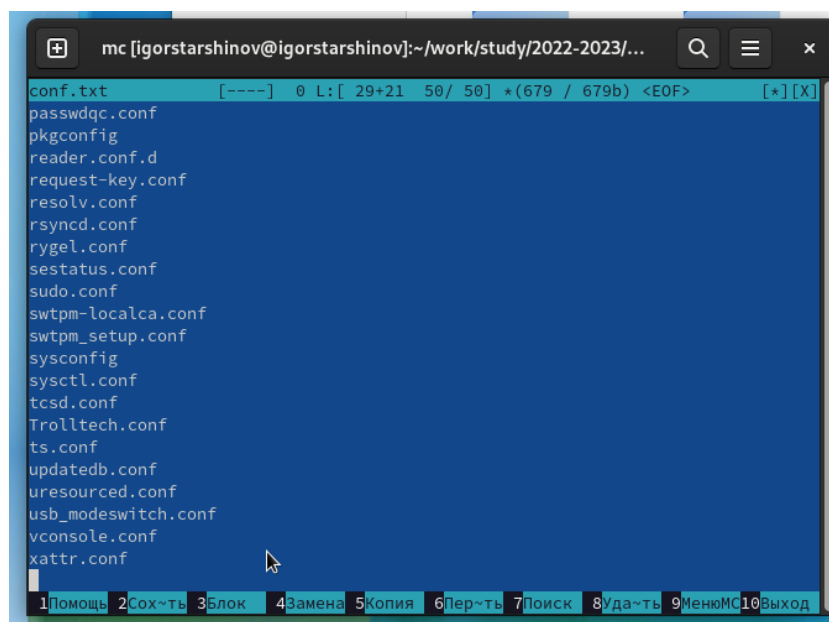 mc [igorstarshinov@igorstarshinov]:~/work/study/2022-2023/...
conf.txt [----] 0 L:[ 29+21 50/ 50] *(679 / 679b) <EOF> [*][X]
passwdqc.conf
pkgconfig
reader.conf.d
request-key.conf
resolv.conf
rsyncd.conf
rygel.conf
sestatus.conf
sudo.conf
swtpm-localca.conf
swtpm_setup.conf
sysconfig
sysctl.conf
tcsd.conf
Trolltech.conf
ts.conf
updatedb.conf
uresourced.conf
usb_modeswitch.conf
vconsole.conf
xattr.conf
1Помощь 2Сох~ть 3Блок 4Замена 5Копия 6Пер~ть 7Поиск 8Уда~ть 9МенюMC10Выход